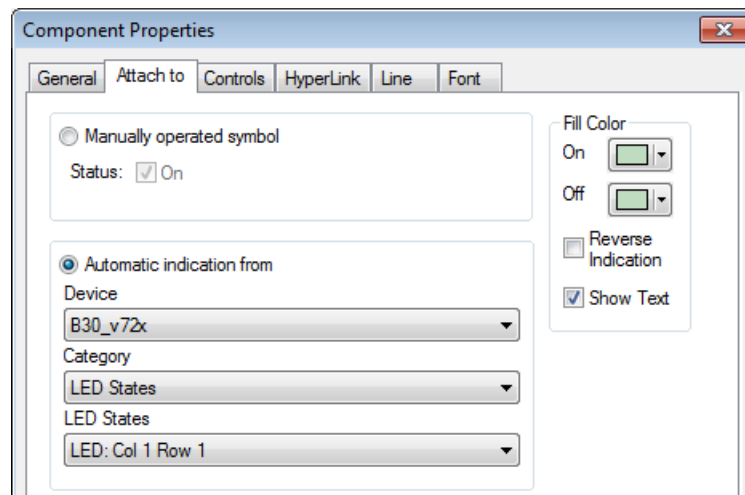 Component Properties
General Attach to Controls HyperLink Line Font
Manually operated symbol
Status: On
Automatic indication from
Device
B30_v72x
Category
LED States
LED States
LED: Col 1 Row 1
Fill Color
On
Off
Reverse
Indication
Show Text